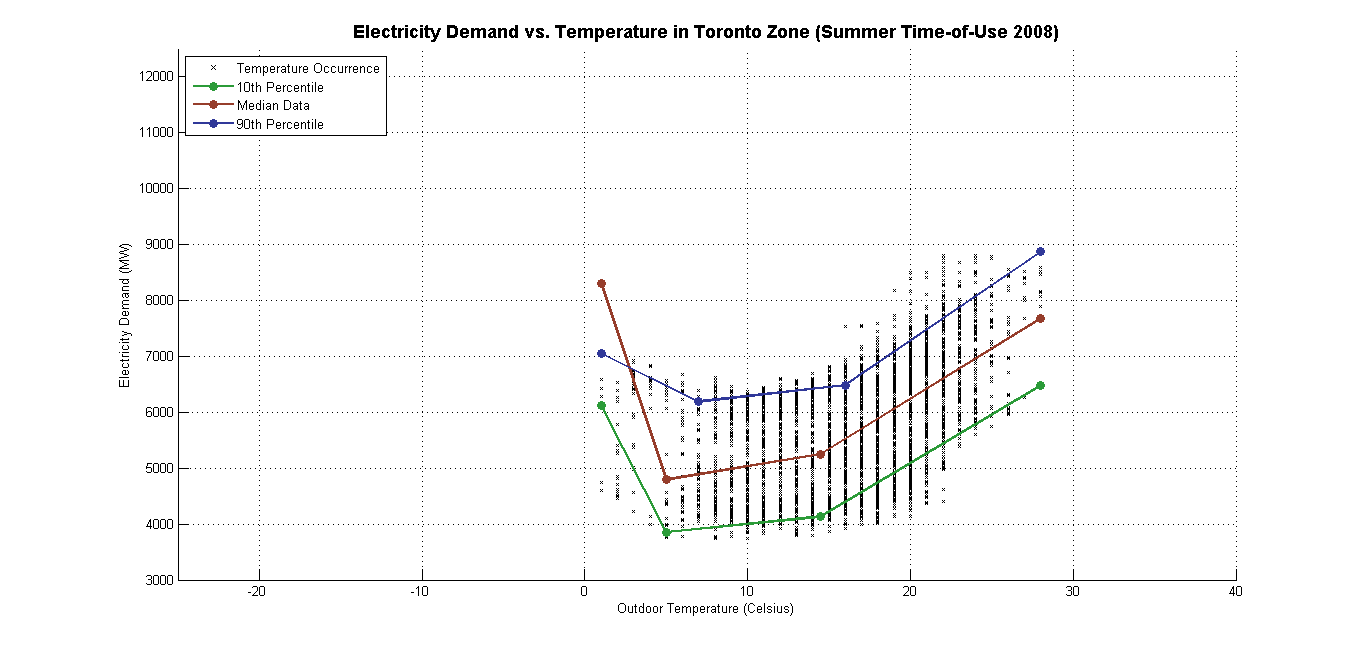 Electricity Demand vs. Temperature in Toronto Zone (Summer Time-of-Use 2008)
Temperature Occurrence
10th Percentile
Median Data
90th Percentile
12000
11000
10000
9000
8000
7000
6000
5000
4000
3000
Electricity Demand (MW)
-20
-10
0
10
20
30
40
Outdoor Temperature (Celsius)